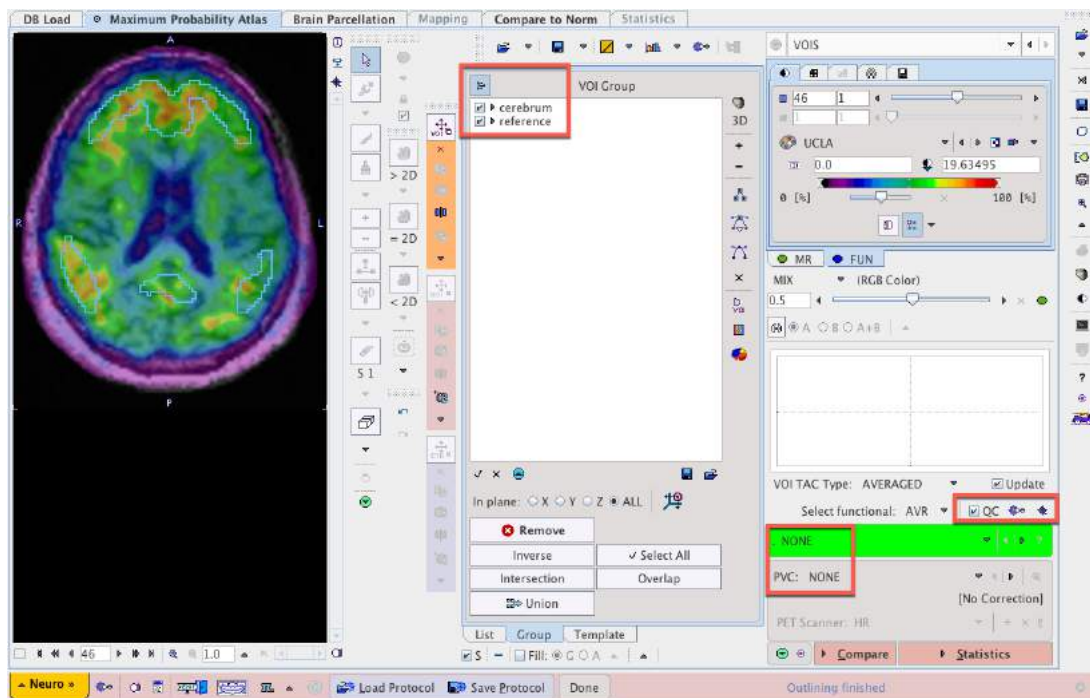 DB Load Maximum Probability Atlas Brain Parcellation Mapping Compare to Norm Statistics
VOIS
A
R
L
P
VOI Group
cerebrum
reference
3D
> 2D
= 2D
< 2D
S 1
46 1
1 1
UCLA
0.0 19.63495
0 [%] 100 [%]
MR FUN
MIX (RGB Color)
0.5
A B A+B
VOI TAC Type: AVERAGED Update
Select functional: AVR QC
NONE
PVC: NONE
[No Correction]
PET Scanner: HR
In plane: X Y Z ALL
Remove
Inverse Select All
Intersection Overlap
Union
List Group Template
46 1.0
S Fill: G O A
Compare Statistics
Neuro » Load Protocol Save Protocol Done Outlining finished